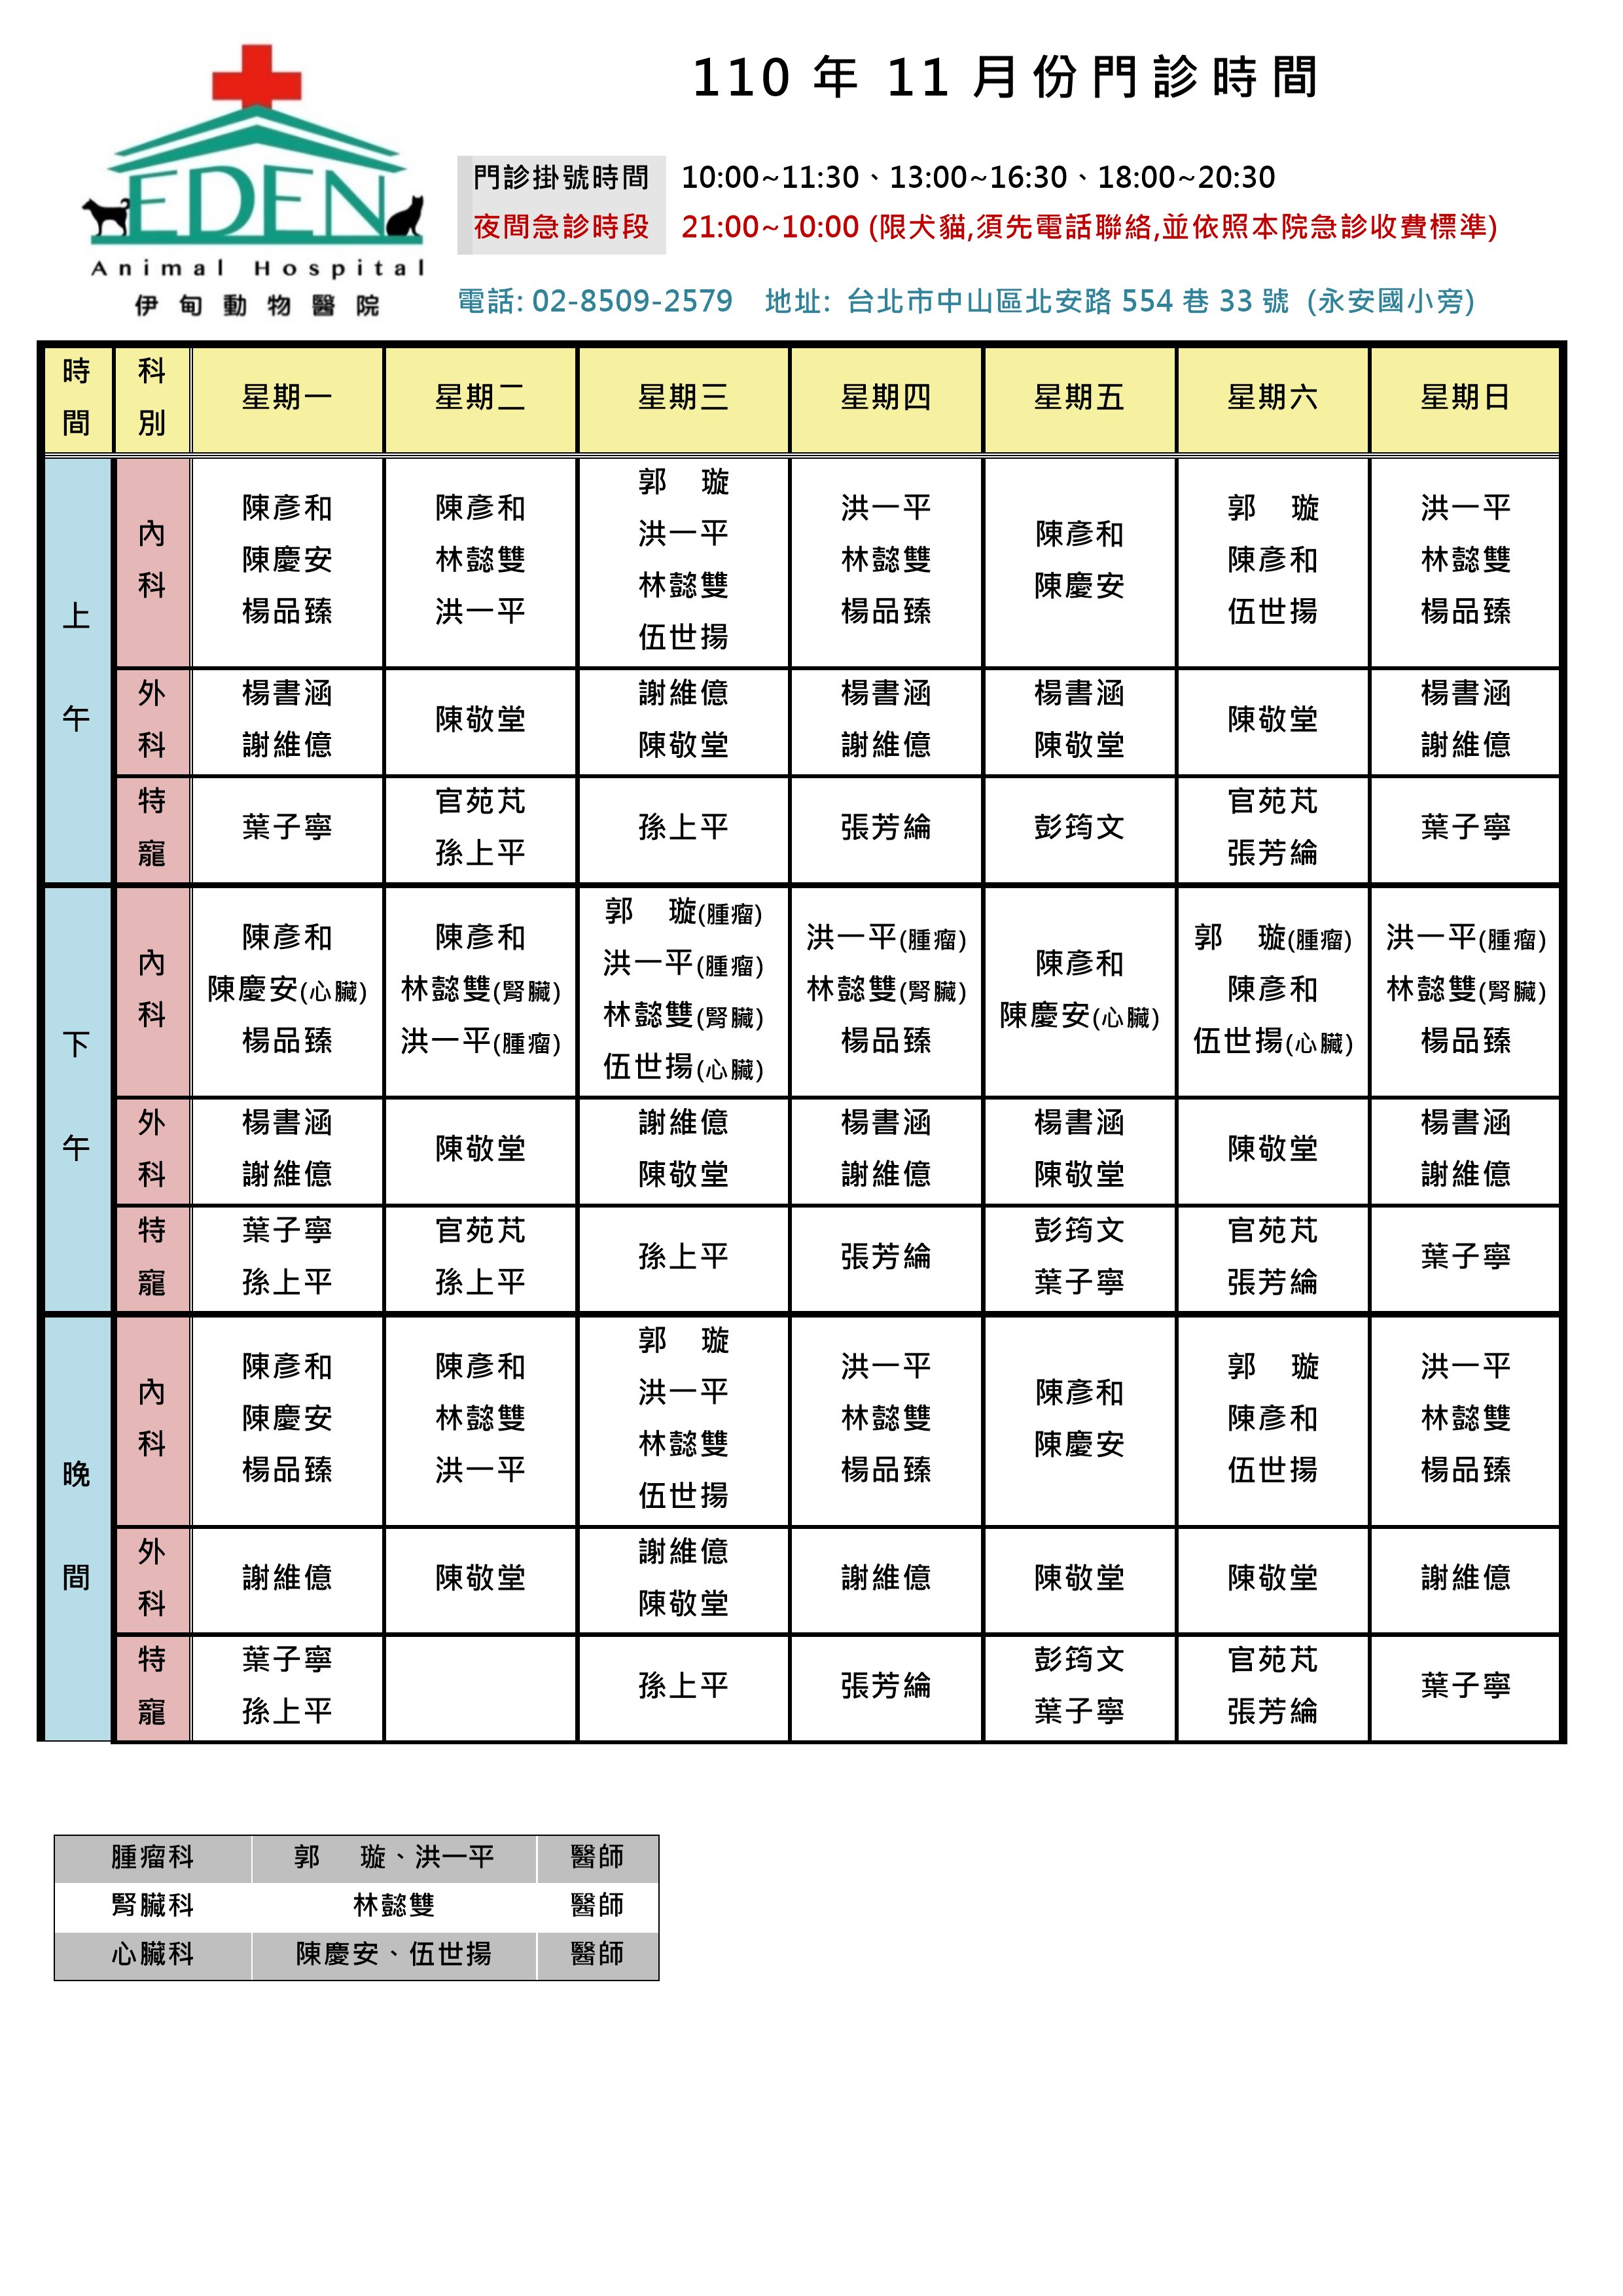 110 年 11 月份門診時間
門診掛號時間 10:00~11:30、13:00~16:30、18:00~20:30
夜間急診時段 21:00~10:00 (限犬貓,須先電話聯絡,並依照本院急診收費標準)
EDEN
Animal Hospital
伊甸動物醫院
電話: 02-8509-2579 地址: 台北市中山區北安路 554 巷 33 號 (永安國小旁)
時間 科別 星期一 星期二 星期三 星期四 星期五 星期六 星期日
上午
內科
陳彥和 陳慶安 楊品臻
陳彥和 林懿雙 洪一平
郭 璇 洪一平 林懿雙 伍世揚
洪一平 林懿雙 楊品臻
陳彥和 陳慶安
郭 璇 陳彥和 伍世揚
洪一平 林懿雙 楊品臻
外科
楊書涵 謝維億
陳敬堂
謝維億 陳敬堂
楊書涵 謝維億
楊書涵 陳敬堂
陳敬堂
楊書涵 謝維億
特寵
葉子寧
官苑芃 孫上平
孫上平
張芳綸
彭筠文
官苑芃 張芳綸
葉子寧
下午
內科
陳彥和 陳慶安(心臟) 楊品臻
陳彥和 林懿雙(腎臟) 洪一平(腫瘤)
郭 璇(腫瘤) 洪一平(腫瘤) 林懿雙(腎臟) 伍世揚(心臟)
洪一平(腫瘤) 林懿雙(腎臟) 楊品臻
陳彥和 陳慶安(心臟)
郭 璇(腫瘤) 陳彥和 伍世揚(心臟)
洪一平(腫瘤) 林懿雙(腎臟) 楊品臻
外科
楊書涵 謝維億
陳敬堂
謝維億 陳敬堂
楊書涵 謝維億
楊書涵 陳敬堂
陳敬堂
楊書涵 謝維億
特寵
葉子寧 孫上平
官苑芃 孫上平
孫上平
張芳綸
彭筠文 葉子寧
官苑芃 張芳綸
葉子寧
晚間
內科
陳彥和 陳慶安 楊品臻
陳彥和 林懿雙 洪一平
郭 璇 洪一平 林懿雙 伍世揚
洪一平 林懿雙 楊品臻
陳彥和 陳慶安
郭 璇 陳彥和 伍世揚
洪一平 林懿雙 楊品臻
外科
謝維億
陳敬堂
謝維億 陳敬堂
謝維億
陳敬堂
陳敬堂
謝維億
特寵
葉子寧 孫上平
孫上平
張芳綸
彭筠文 葉子寧
官苑芃 張芳綸
葉子寧
腫瘤科 郭 璇、洪一平 醫師
腎臟科 林懿雙 醫師
心臟科 陳慶安、伍世揚 醫師